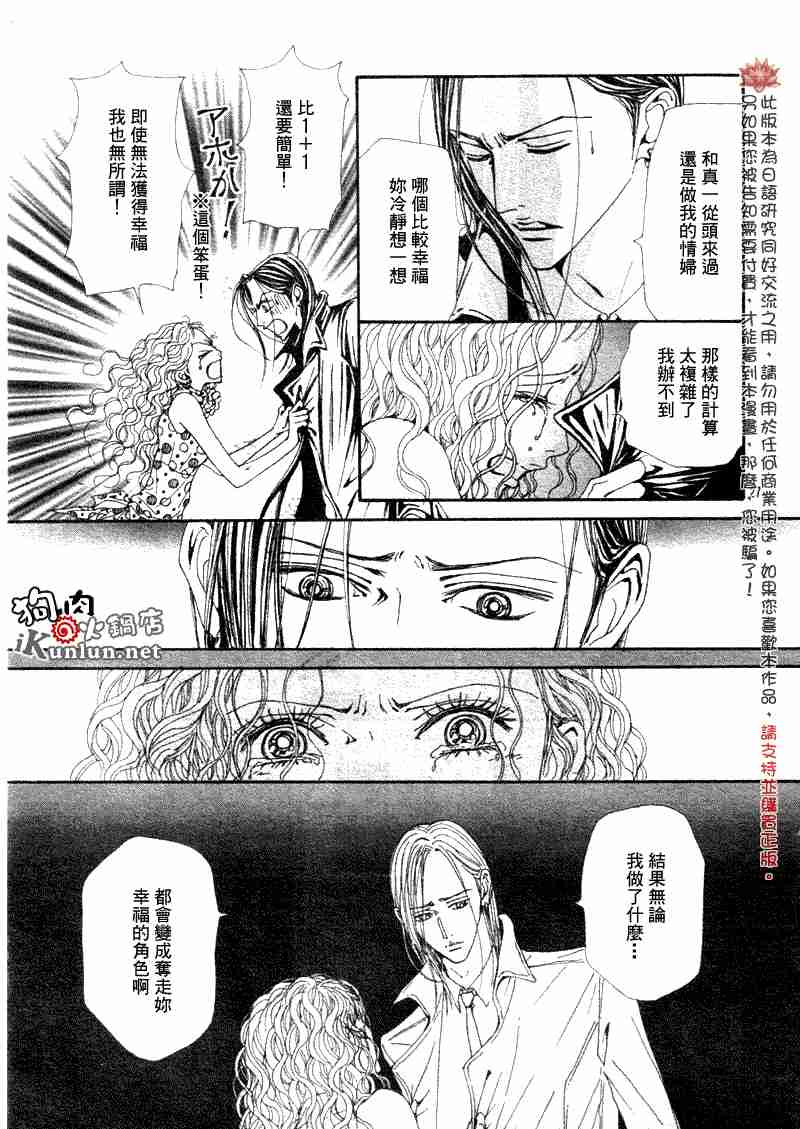 和真一從頭來過
還是做我的情婦
哪個比較幸福
妳冷靜想一想
那樣的計算
太複雜了
我辦不到
比1+1
還要簡單！
アホか！
※這個笨蛋！
即使無法獲得幸福
我也無所謂！
結果無論
我做了什麼…
都會變成奪走妳
幸福的角色啊
此版本為日語研究同好交流之用，請勿用於任何商業用途。如果您喜歡本作品，請支持並購買正版。
另如果您被告知需要付費，才能看到本漫畫，那麼，您被騙了！
狗肉
火鍋店
iKunlun.net